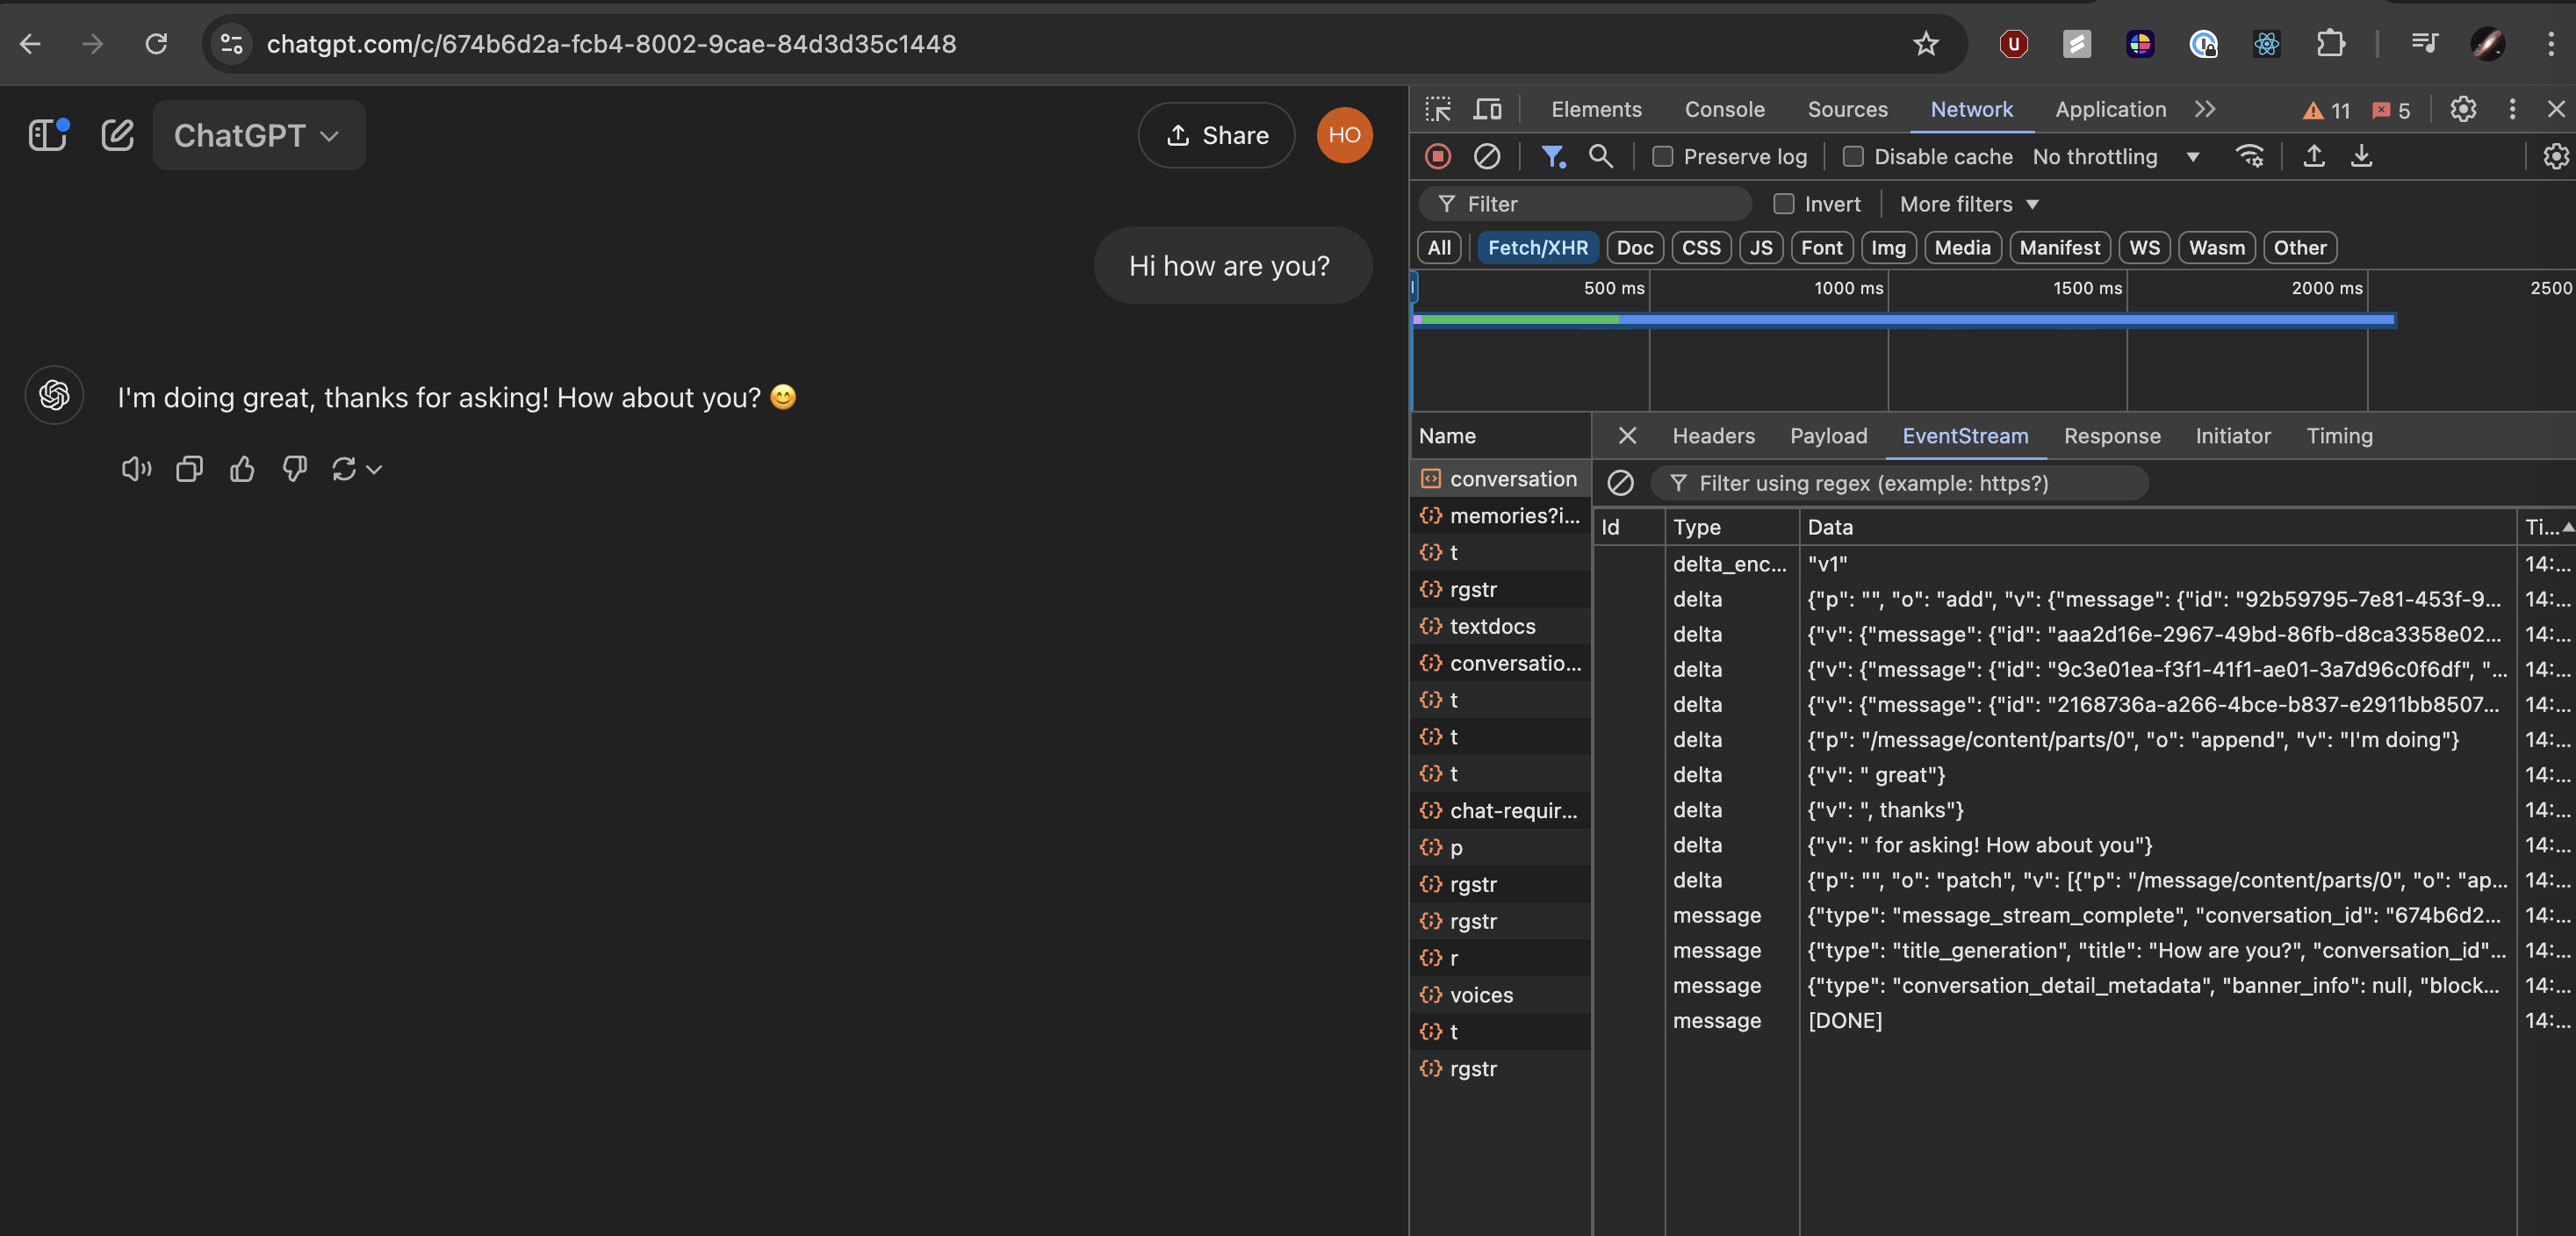 chatgpt.com/c/674b6d2a-fcb4-8002-9cae-84d3d35c1448
ChatGPT
Share
HO
Hi how are you?
I'm doing great, thanks for asking! How about you? 😊
Elements Console Sources Network Application 11 5
Preserve log Disable cache No throttling
Filter Invert More filters
All Fetch/XHR Doc CSS JS Font Img Media Manifest WS Wasm Other
500 ms 1000 ms 1500 ms 2000 ms 2500
Name
conversation
memories?i...
t
rgstr
textdocs
conversatio...
t
t
t
chat-requir...
p
rgstr
rgstr
r
voices
t
rgstr
Headers Payload EventStream Response Initiator Timing
Filter using regex (example: https?)
Id Type Data Ti...
delta_enc... "v1" 14:...
delta {"p": "", "o": "add", "v": {"message": {"id": "92b59795-7e81-453f-9... 14:...
delta {"v": {"message": {"id": "aaa2d16e-2967-49bd-86fb-d8ca3358e02... 14:...
delta {"v": {"message": {"id": "9c3e01ea-f3f1-41f1-ae01-3a7d96c0f6df", "... 14:...
delta {"v": {"message": {"id": "2168736a-a266-4bce-b837-e2911bb8507... 14:...
delta {"p": "/message/content/parts/0", "o": "append", "v": "I'm doing"} 14:...
delta {"v": " great"} 14:...
delta {"v": ", thanks"} 14:...
delta {"v": " for asking! How about you"} 14:...
delta {"p": "", "o": "patch", "v": [{"p": "/message/content/parts/0", "o": "ap... 14:...
message {"type": "message_stream_complete", "conversation_id": "674b6d2... 14:...
message {"type": "title_generation", "title": "How are you?", "conversation_id"... 14:...
message {"type": "conversation_detail_metadata", "banner_info": null, "block... 14:...
message [DONE] 14:...